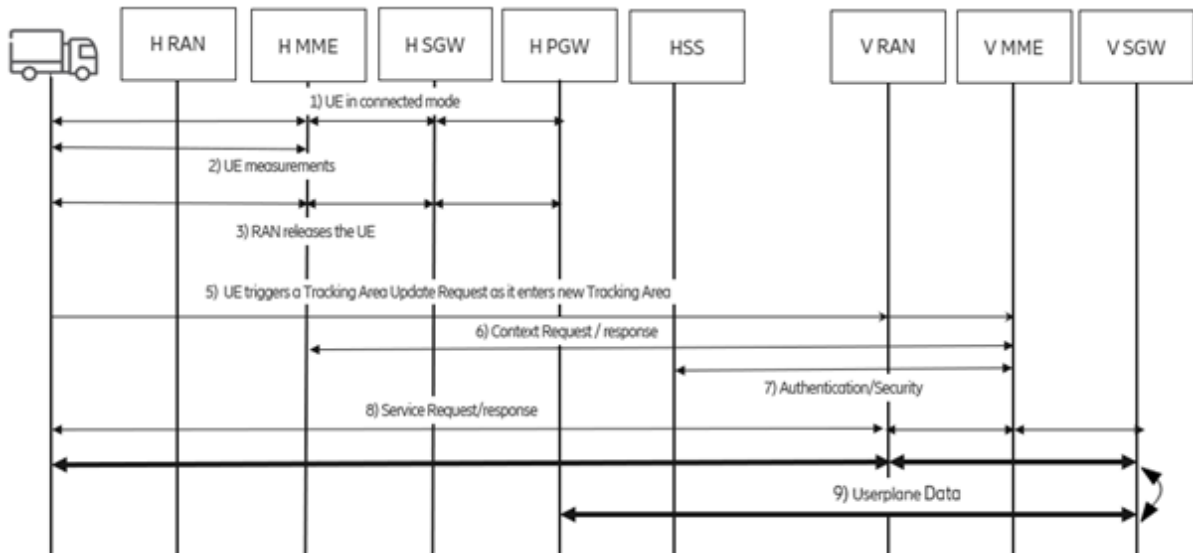 H RAN
H MME
H SGW
H PGW
HSS
V RAN
V MME
V SGW
1) UE in connected mode
2) UE measurements
3) RAN releases the UE
5) UE triggers a Tracking Area Update Request as it enters new Tracking Area
6) Context Request / response
7) Authentication/Security
8) Service Request/response
9) Userplane Data